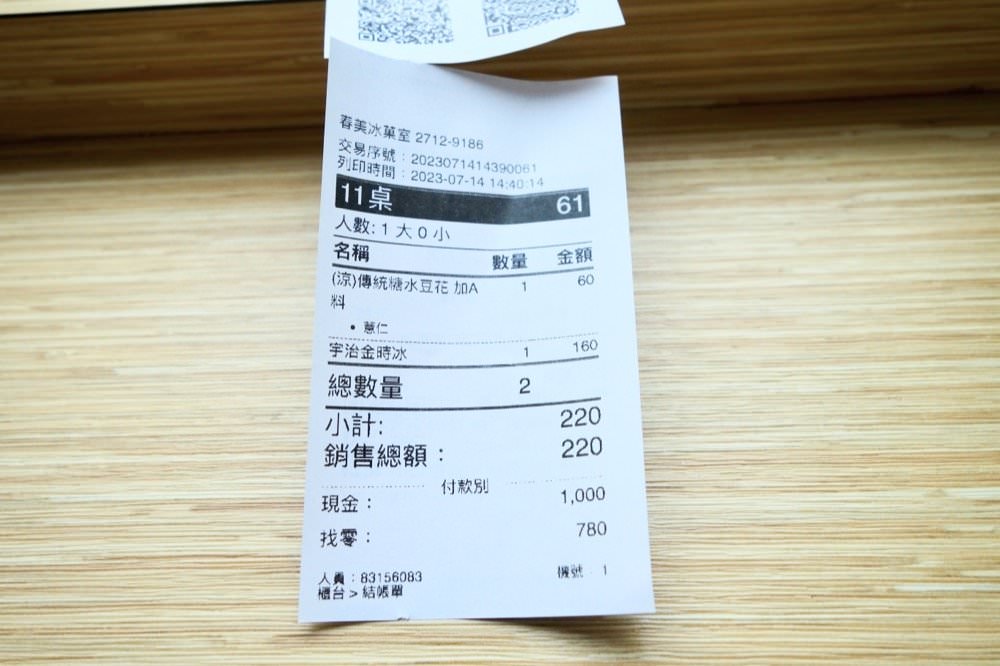 春美冰菓室 2712-9186
交易序號：2023071414390061
列印時間：2023-07-14 14:40:14
11桌 61
人數: 1 大 0 小
名稱 數量 金額
(涼)傳統糖水豆花 加A 1 60
料
• 薏仁
宇治金時冰 1 160
總數量 2
小計: 220
銷售總額： 220
付款別
現金： 1,000
找零： 780
人員：83156083 機號：1
櫃台 > 結帳單